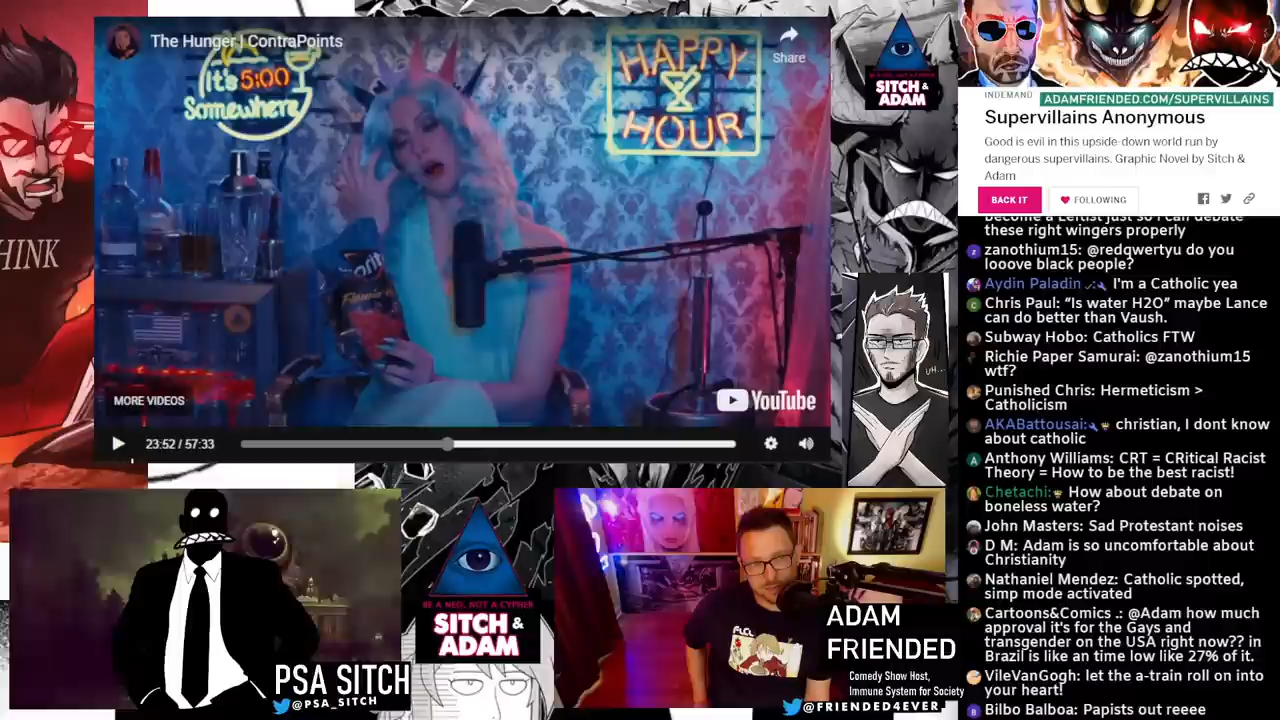 The Hunger | ContraPoints
Share
It's 5:00
Somewhere
HAPPY
HOUR
MORE VIDEOS
YouTube
23:52 / 57:33
THINK
SITCH &
ADAM
UH...
INDEMAND
ADAMFRIENDED.COM/SUPERVILLAINS
Supervillains Anonymous
Good is evil in this upside-down world run by
dangerous supervillains. Graphic Novel by Sitch &
Adam
BACK IT
FOLLOWING
become a Leftist just so I can debate
these right wingers properly
zanothium15: @redqwertyu do you
looove black people?
Aydin Paladin I'm a Catholic yea
Chris Paul: “Is water H2O” maybe Lance
can do better than Vaush.
Subway Hobo: Catholics FTW
Richie Paper Samurai: @zanothium15
wtf?
Punished Chris: Hermeticism >
Catholicism
AKABattousai: christian, I dont know
about catholic
Anthony Williams: CRT = CRitical Racist
Theory = How to be the best racist!
Chetachi: How about debate on
boneless water?
John Masters: Sad Protestant noises
D M: Adam is so uncomfortable about
Christianity
Nathaniel Mendez: Catholic spotted,
simp mode activated
Cartoons&Comics .: @Adam how much
approval it's for the Gays and
transgender on the USA right now?? in
Brazil is like an time low like 27% of it.
VileVanGogh: let the a-train roll on into
your heart!
Bilbo Balboa: Papists out reeee
PSA SITCH
@PSA_SITCH
BE A NEO, NOT A CYPHER
SITCH &
ADAM
FLCL
ADAM
FRIENDED
Comedy Show Host,
Immune System for Society
@FRIENDED4EVER